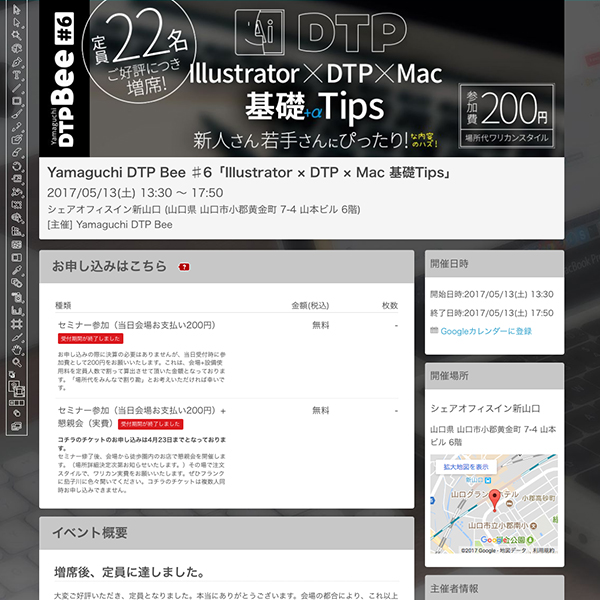 定員
22名
ご好評につき
増席!
Yamaguchi
DTP Bee #6
Ai DTP
Illustrator×DTP×Mac
基礎+α Tips
新人さん若手さんにぴったり!な内容のハズ!
参加費 200円
場所代ワリカンスタイル
Yamaguchi DTP Bee ♯6「Illustrator × DTP × Mac 基礎Tips」
2017/05/13(土) 13:30 ～ 17:50
シェアオフィスイン新山口 (山口県 山口市小郡黄金町 7-4 山本ビル 6階)
[主催] Yamaguchi DTP Bee
お申し込みはこちら ?
種類 金額(税込) 枚数
セミナー参加（当日会場お支払い200円） 無料 -
受付期間が終了しました
お申し込みの際に決算の必要はありませんが、当日受付時に参
加費として200円をお願いいたします。これは、会場+設備使
用料を定員人数で割って算出させて頂いた金額となっておりま
す。「場所代をみんなで割り勘」とお考えいただければ幸いで
す。
セミナー参加（当日会場お支払い200円）+ 無料 -
懇親会（実費） 受付期間が終了しました
コチラのチケットのお申し込みは4月23日までとなっておりま
す。
セミナー修了後、会場から徒歩圏内のお店で懇親会を開催しま
す。（場所詳細決定次第お知らせいたします。）その場で注文
スタイルで、ワリカン実費をお願いいたします。ぜひフランク
に息子川に色々聞いてください。コチラのチケットは複数人同
時お申し込みできません。
イベント概要
増席後、定員に達しました。
大変ご好評いただき、定員となりました。本当にありがとうございます。会場の都合により、これ以上
開催日時
開始日時:2017/05/13(土) 13:30
終了日時:2017/05/13(土) 17:50
Googleカレンダーに登録
開催場所
シェアオフィスイン新山口
山口県 山口市小郡黄金町 7-4 山本ビル
6階
拡大地図を表示
新山口
山口グランドホテル
小高砂町
山口市立小郡南小
Google
公園
©2017 Google - 地図データ 利用規約
主催者情報